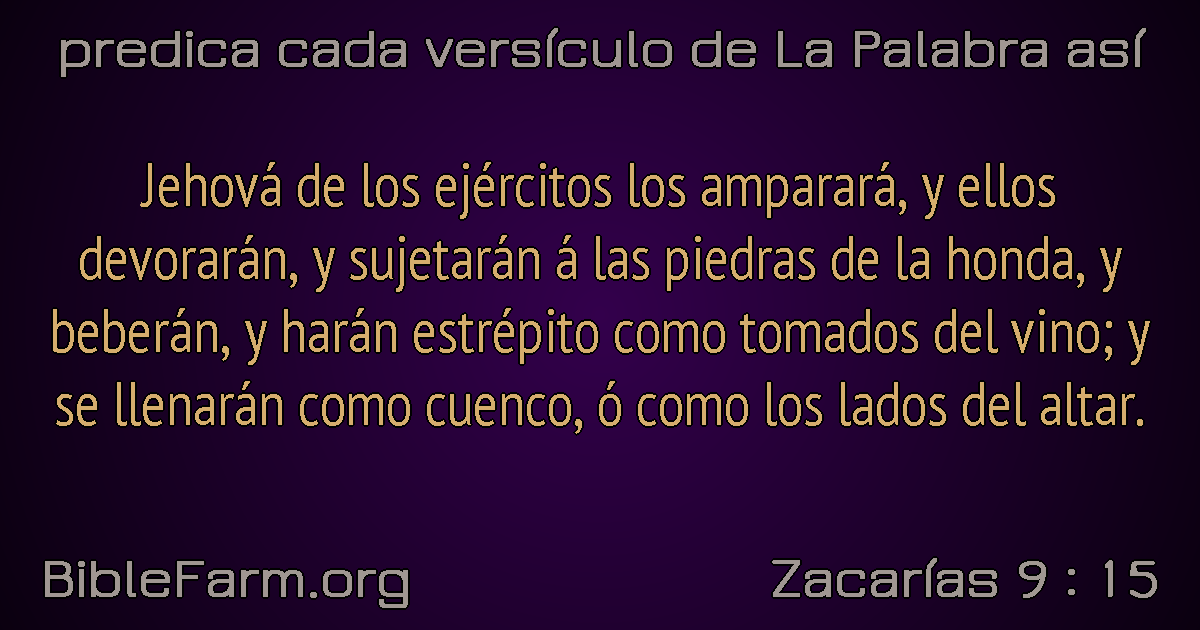 predica cada versículo de La Palabra así
Jehová de los ejércitos los amparará, y ellos
devorarán, y sujetarán á las piedras de la honda, y
beberán, y harán estrépito como tomados del vino; y
se llenarán como cuenco, ó como los lados del altar.
BibleFarm.org
Zacarías 9 : 15